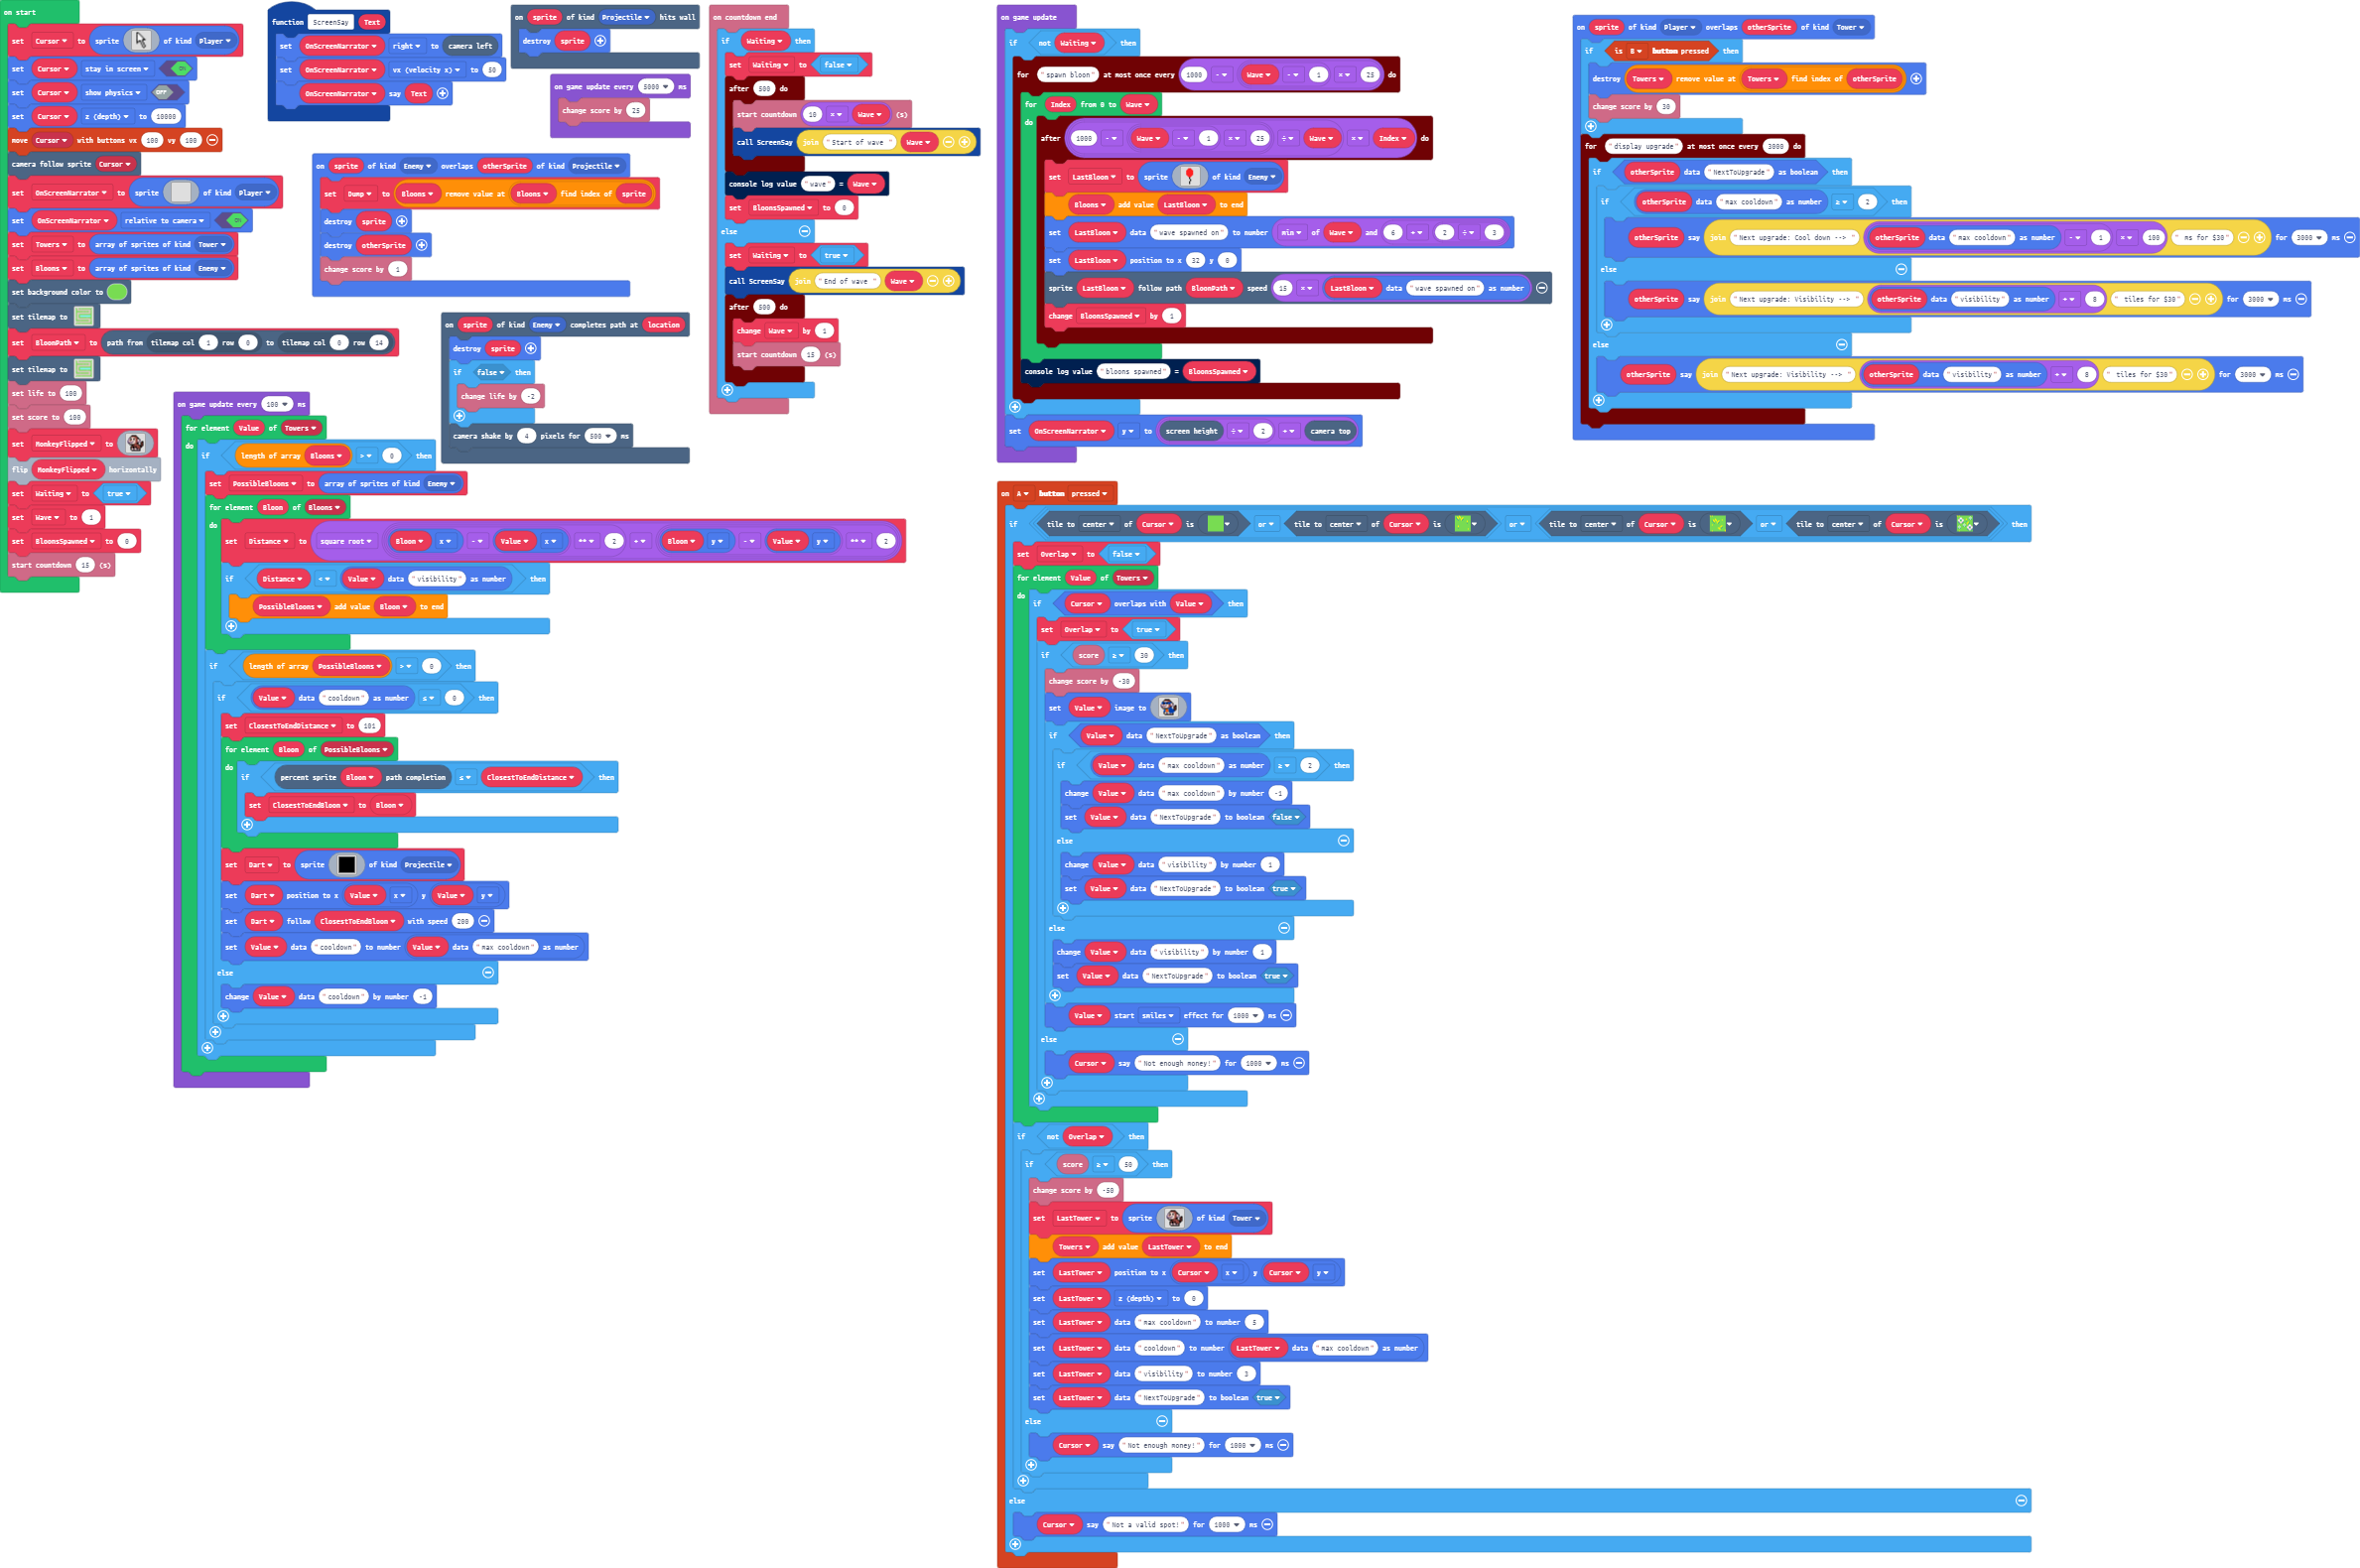 on start
set Cursor to sprite of kind Player
set Cursor stay in screen ON
set Cursor show physics OFF
set Cursor z (depth) to 10000
move Cursor with buttons vx 100 vy 100
camera follow sprite Cursor
set OnScreenNarrator to sprite of kind Player
set OnScreenNarrator relative to camera ON
set Towers to array of sprites of kind Tower
set Bloons to array of sprites of kind Enemy
set background color to
set tilemap to
set BloonPath to path from tilemap col 1 row 0 to tilemap col 0 row 14
set tilemap to
set life to 100
set score to 100
set MonkeyFlipped to
flip MonkeyFlipped horizontally
set Waiting to true
set Wave to 1
set BloonsSpawned to 0
start countdown 15 (s)
function ScreenSay Text
set OnScreenNarrator right to camera left
set OnScreenNarrator vx (velocity x) to 50
OnScreenNarrator say Text
on sprite of kind Projectile hits wall
destroy sprite
on game update every 5000 ms
change score by 25
on sprite of kind Enemy overlaps otherSprite of kind Projectile
set Dump to Bloons remove value at Bloons find index of sprite
destroy sprite
destroy otherSprite
change score by 1
on sprite of kind Enemy completes path at location
destroy sprite
if false then
change life by -2
camera shake by 4 pixels for 500 ms
on game update every 100 ms
for element Value of Towers
do
if length of array Bloons > 0 then
set PossibleBloons to array of sprites of kind Enemy
for element Bloon of Bloons
do
set Distance to square root Bloon x - Value x ** 2 + Bloon y - Value y ** 2
if Distance < Value data "visibility" as number then
PossibleBloons add value Bloon to end
if length of array PossibleBloons > 0 then
if Value data "cooldown" as number ≤ 0 then
set ClosestToEndDistance to 101
for element Bloon of PossibleBloons
do
if percent sprite Bloon path completion ≤ ClosestToEndDistance then
set ClosestToEndBloon to Bloon
set Dart to sprite of kind Projectile
set Dart position to x Value x y Value y
set Dart follow ClosestToEndBloon with speed 200
set Value data "cooldown" to number Value data "max cooldown" as number
else
change Value data "cooldown" by number -1
on countdown end
if Waiting then
set Waiting to false
after 500 do
start countdown 10 × Wave (s)
call ScreenSay join "Start of wave " Wave
console log value "wave" = Wave
set BloonsSpawned to 0
else
set Waiting to true
call ScreenSay join "End of wave " Wave
after 500 do
change Wave by 1
start countdown 15 (s)
on game update
if not Waiting then
for "spawn bloon" at most once every 1000 - Wave - 1 × 25 do
for Index from 0 to Wave
do
after 1000 - Wave - 1 × 25 ÷ Wave × Index do
set LastBloon to sprite of kind Enemy
Bloons add value LastBloon to end
set LastBloon data "wave spawned on" to number min of Wave and 6 + 2 ÷ 3
set LastBloon position to x 32 y 0
sprite LastBloon follow path BloonPath speed 15 × LastBloon data "wave spawned on" as number
change BloonsSpawned by 1
console log value "bloons spawned" = BloonsSpawned
set OnScreenNarrator y to screen height ÷ 2 + camera top
on sprite of kind Player overlaps otherSprite of kind Tower
if is B button pressed then
destroy Towers remove value at Towers find index of otherSprite
change score by 30
for "display upgrade" at most once every 3000 do
if otherSprite data "NextToUpgrade" as boolean then
if otherSprite data "max cooldown" as number ≥ 2 then
otherSprite say join "Next upgrade: Cool down --> " otherSprite data "max cooldown" as number - 1 × 100 " ms for $30" for 3000 ms
else
otherSprite say join "Next upgrade: Visibility --> " otherSprite data "visibility" as number + 8 " tiles for $30" for 3000 ms
else
otherSprite say join "Next upgrade: Visibility --> " otherSprite data "visibility" as number + 8 " tiles for $30" for 3000 ms
on A button pressed
if tile to center of Cursor is or tile to center of Cursor is or tile to center of Cursor is or tile to center of Cursor is then
set Overlap to false
for element Value of Towers
do
if Cursor overlaps with Value then
set Overlap to true
if score ≥ 30 then
change score by -30
set Value image to
if Value data "NextToUpgrade" as boolean then
if Value data "max cooldown" as number ≥ 2 then
change Value data "max cooldown" by number -1
set Value data "NextToUpgrade" to boolean false
else
change Value data "visibility" by number 1
set Value data "NextToUpgrade" to boolean true
else
change Value data "visibility" by number 1
set Value data "NextToUpgrade" to boolean true
Value start smiles effect for 1000 ms
else
Cursor say "Not enough money!" for 1000 ms
if not Overlap then
if score ≥ 50 then
change score by -50
set LastTower to sprite of kind Tower
Towers add value LastTower to end
set LastTower position to x Cursor x y Cursor y
set LastTower z (depth) to 0
set LastTower data "max cooldown" to number 5
set LastTower data "cooldown" to number LastTower data "max cooldown" as number
set LastTower data "visibility" to number 3
set LastTower data "NextToUpgrade" to boolean true
else
Cursor say "Not enough money!" for 1000 ms
else
Cursor say "Not a valid spot!" for 1000 ms